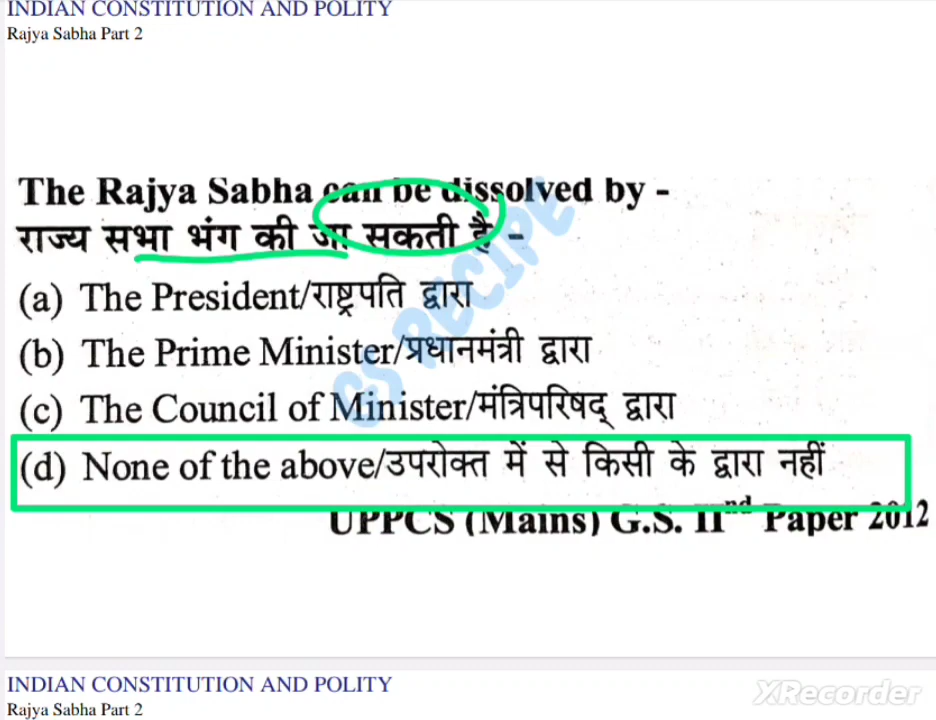 INDIAN CONSTITUTION AND POLITY
Rajya Sabha Part 2
The Rajya Sabha can be dissolved by -
राज्य सभा भंग की जा सकती है -
(a) The President/राष्ट्रपति द्वारा
(b) The Prime Minister/प्रधानमंत्री द्वारा
(c) The Council of Minister/मंत्रिपरिषद् द्वारा
(d) None of the above/उपरोक्त में से किसी के द्वारा नहीं
UPPCS (Mains) G.S. IInd Paper 2012
GS RECIPE
INDIAN CONSTITUTION AND POLITY
Rajya Sabha Part 2
XRecorder